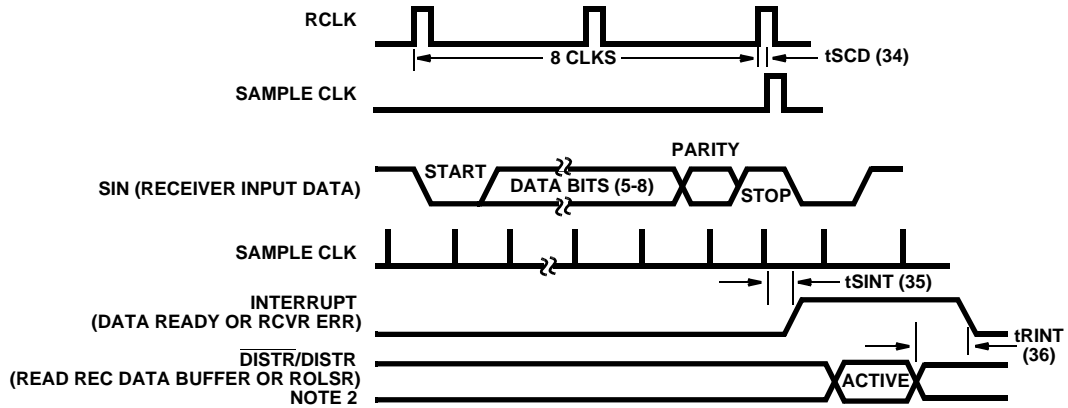 RCLK
8 CLKS
tSCD (34)
SAMPLE CLK
PARITY
START
SIN (RECEIVER INPUT DATA)
DATA BITS (5-8)
STOP
SAMPLE CLK
tSINT (35)
INTERRUPT
(DATA READY OR RCVR ERR)
tRINT
(36)
DISTR/DISTR
(READ REC DATA BUFFER OR ROLSR)
ACTIVE
NOTE 2